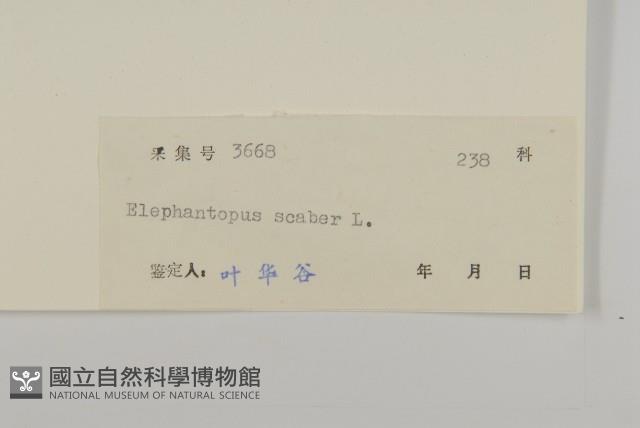 采集号 3668 238 科
Elephantopus scaber L.
鉴定人: 叶华谷 年 月 日
國立自然科學博物館
NATIONAL MUSEUM OF NATURAL SCIENCE